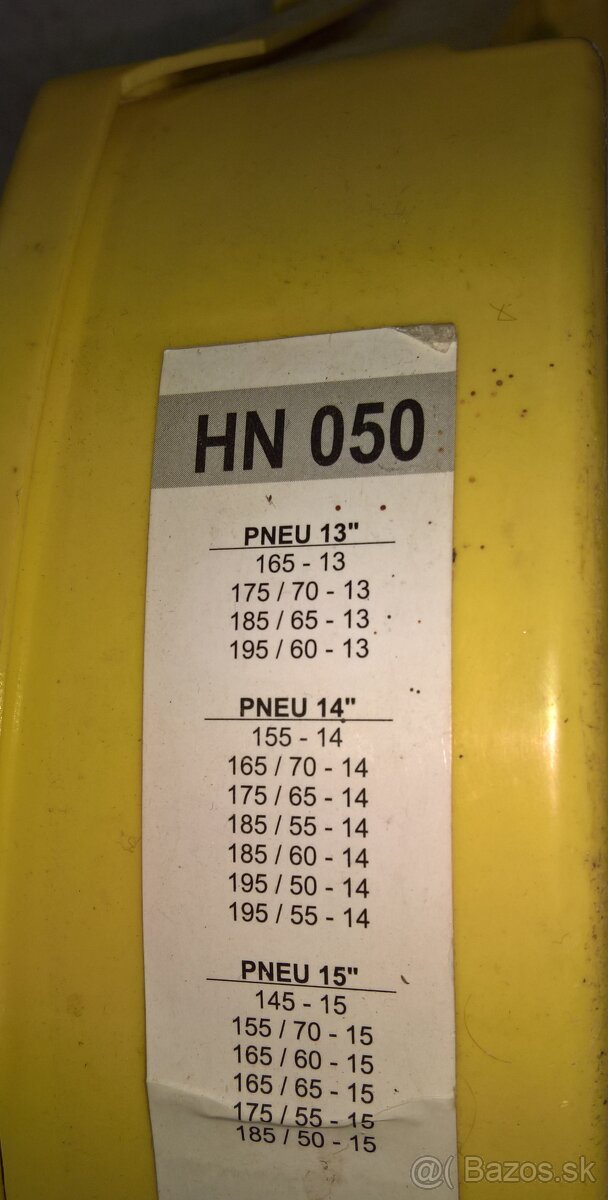 HN 050
PNEU 13"
165 - 13
175 / 70 - 13
185 / 65 - 13
195 / 60 - 13
PNEU 14"
155 - 14
165 / 70 - 14
175 / 65 - 14
185 / 55 - 14
185 / 60 - 14
195 / 50 - 14
195 / 55 - 14
PNEU 15"
145 - 15
155 / 70 - 15
165 / 60 - 15
165 / 65 - 15
175 / 55 - 15
185 / 50 - 15
@( Bazos.sk